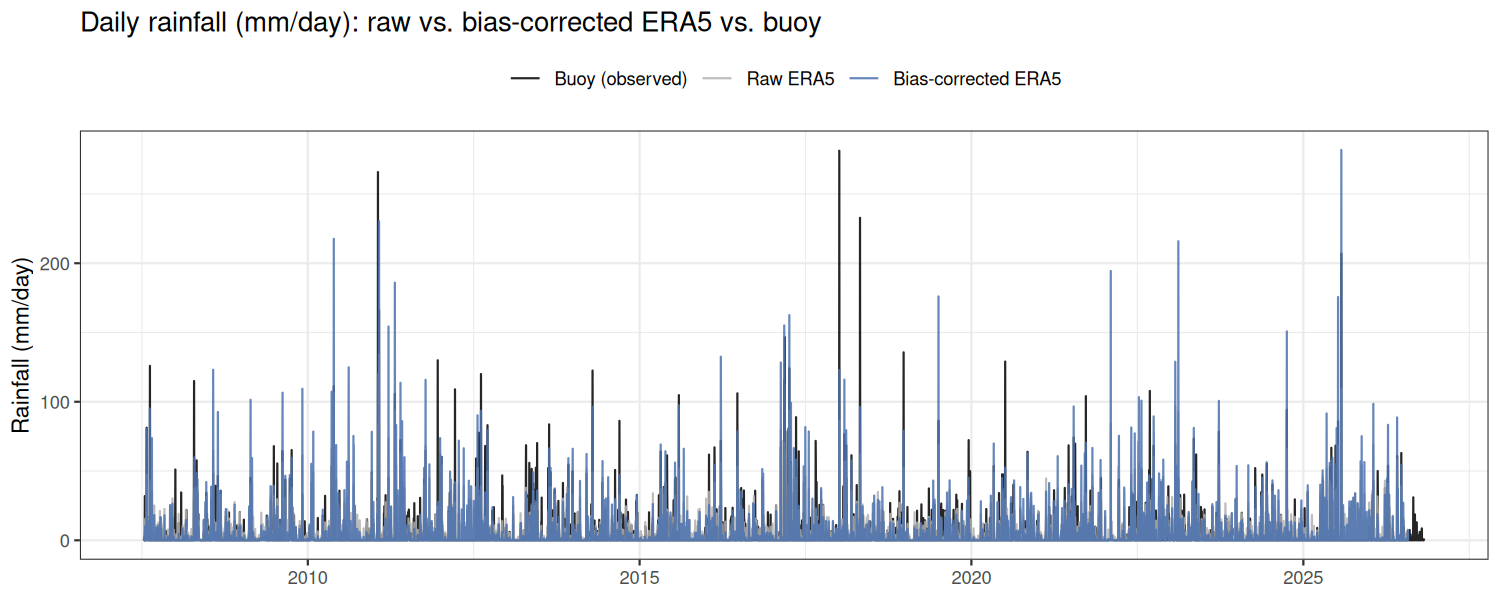 Daily rainfall (mm/day): raw vs. bias-corrected ERA5 vs. buoy
Buoy (observed) Raw ERA5 Bias-corrected ERA5
Rainfall (mm/day)
200
100
0
2010 2015 2020 2025